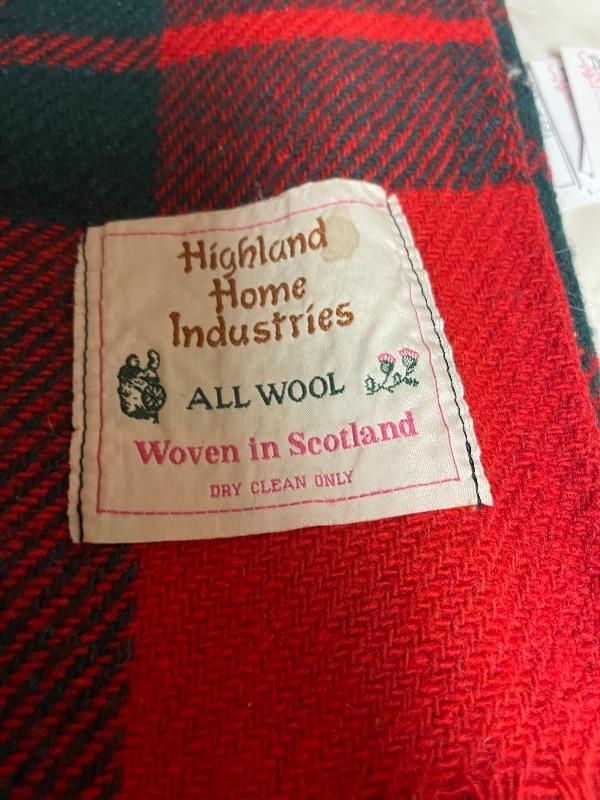 Highland
Home
Industries
ALL WOOL
Woven in Scotland
DRY CLEAN ONLY